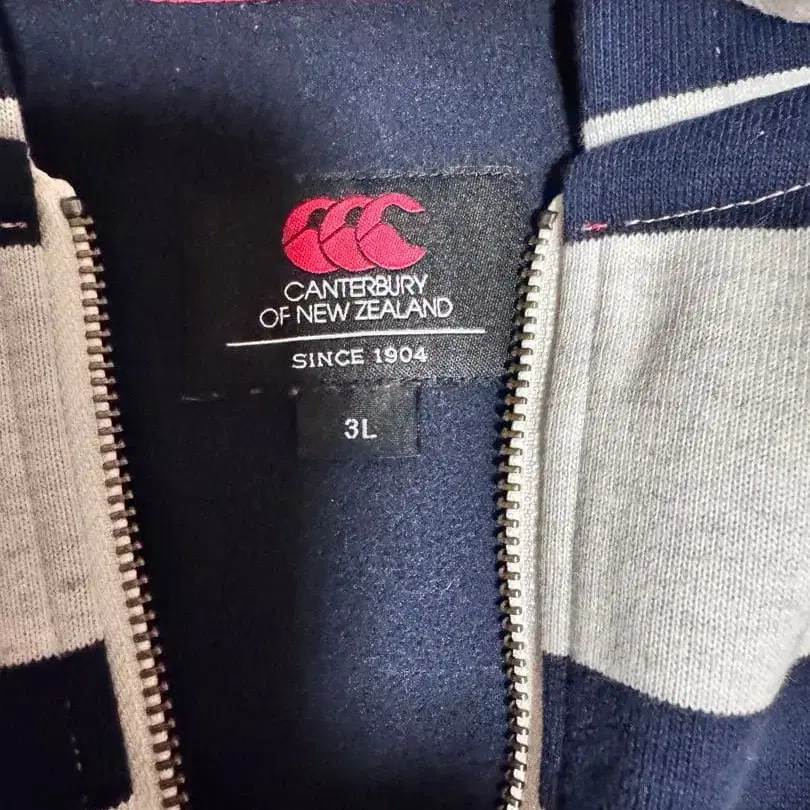 CANTERBURY
OF NEW ZEALAND
SINCE 1904
3L